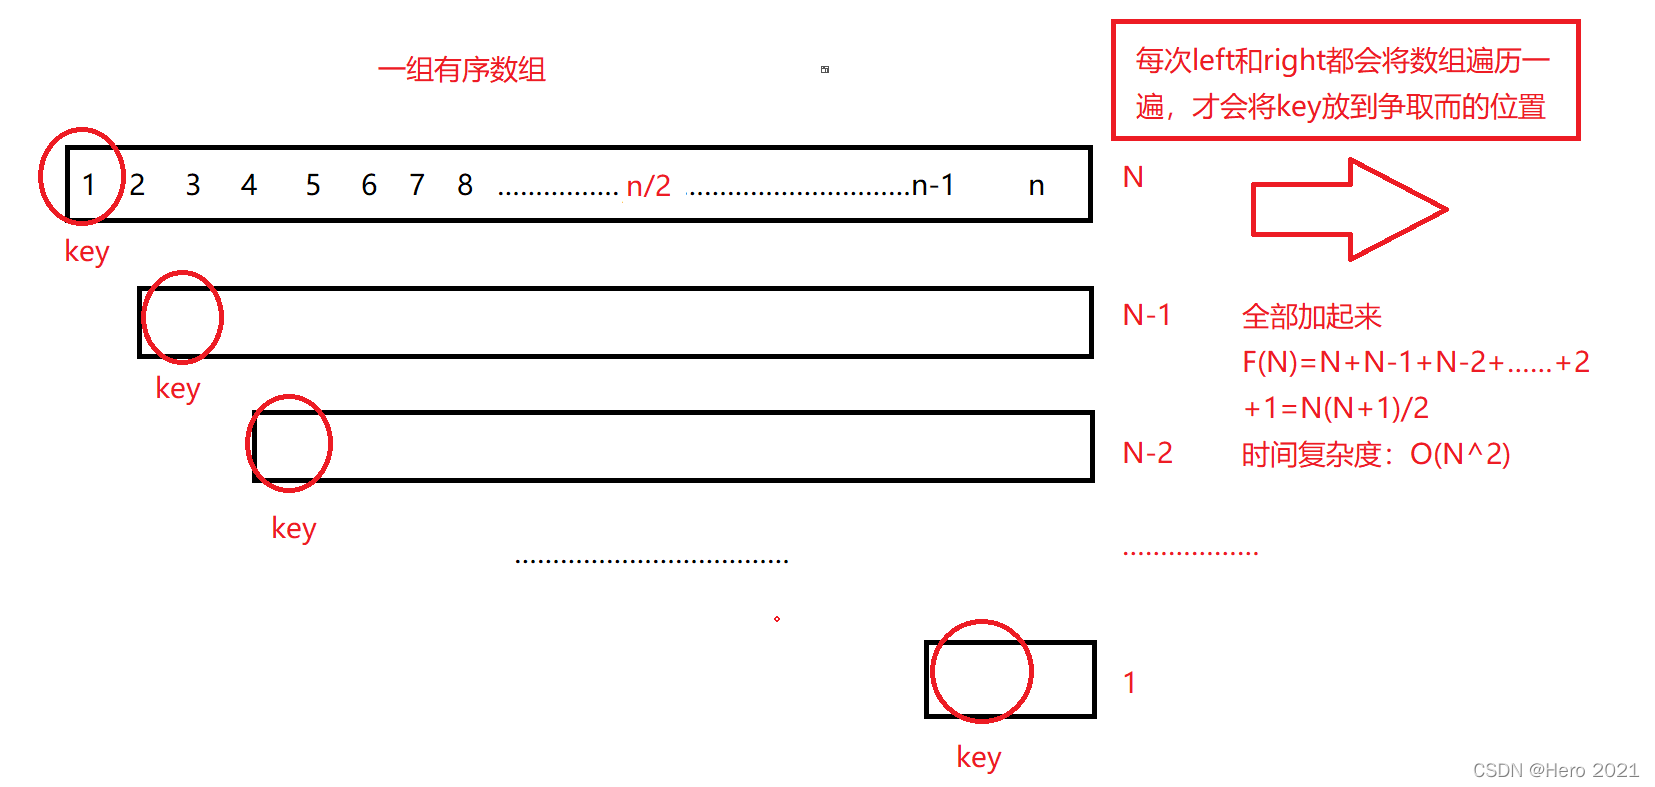 一组有序数组
每次left和right都会将数组遍历一
遍，才会将key放到争取而的位置
1 2 3 4 5 6 7 8 ................ n/2 ..............................n-1 n
N
key
N-1
全部加起来
key
F(N)=N+N-1+N-2+......+2
+1=N(N+1)/2
N-2
时间复杂度：O(N^2)
key
....................................
..................
1
key
CSDN @Hero 2021